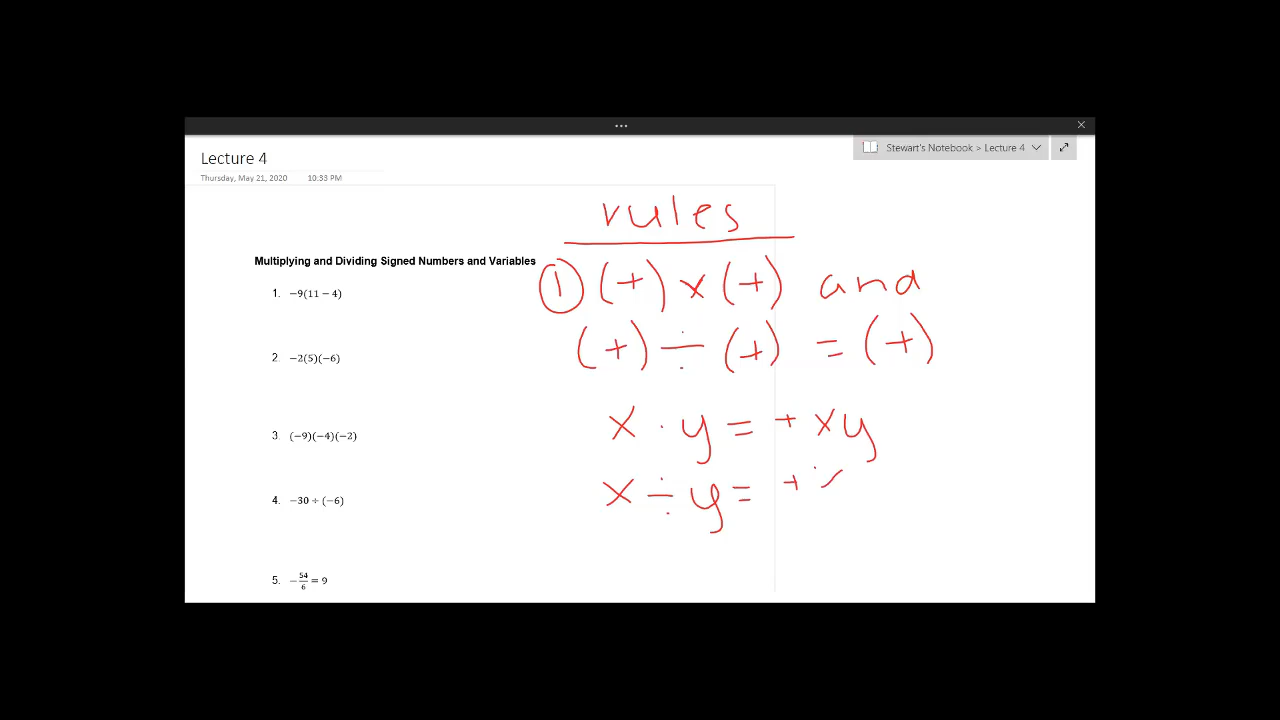 Stewart's Notebook > Lecture 4
Lecture 4
Thursday, May 21, 2020 10:33 PM
rules
Multiplying and Dividing Signed Numbers and Variables
① (+) x (+) and
(+) ÷ (+) = (+)
1. −9(11 − 4)
2. −2(5)(−6)
3. (−9)(−4)(−2)
4. −30 ÷ (−6)
5. −54/6 = 9
x · y = + xy
x ÷ y = +